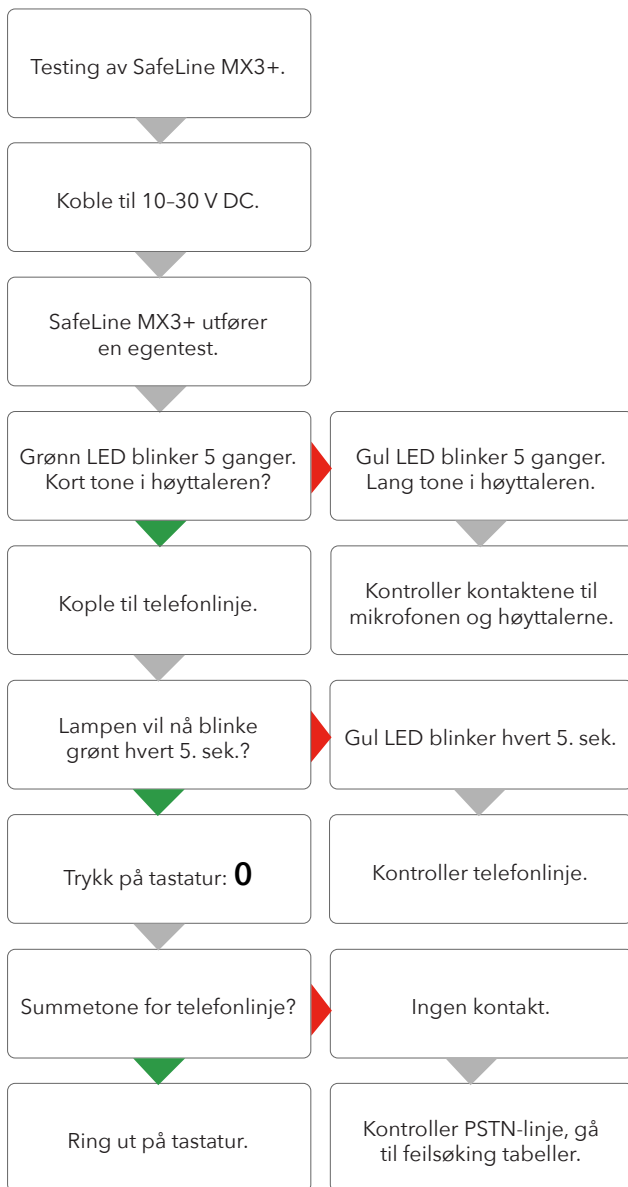 Testing av SafeLine MX3+.
Koble til 10–30 V DC.
SafeLine MX3+ utfører
en egentest.
Grønn LED blinker 5 ganger.
Kort tone i høyttaleren?
Gul LED blinker 5 ganger.
Lang tone i høyttaleren.
Kople til telefonlinje.
Kontroller kontaktene til
mikrofonen og høyttalerne.
Lampen vil nå blinke
grønt hvert 5. sek.?
Gul LED blinker hvert 5. sek.
Trykk på tastatur: 0
Kontroller telefonlinje.
Summetone for telefonlinje?
Ingen kontakt.
Ring ut på tastatur.
Kontroller PSTN-linje, gå
til feilsøking tabeller.